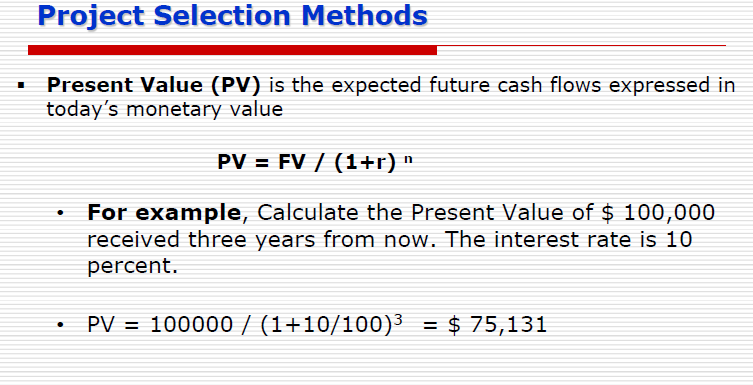 Project Selection Methods
▪ Present Value (PV) is the expected future cash flows expressed in
today's monetary value
PV = FV / (1+r) ⁿ
• For example, Calculate the Present Value of $ 100,000
received three years from now. The interest rate is 10
percent.
• PV = 100000 / (1+10/100)³ = $ 75,131